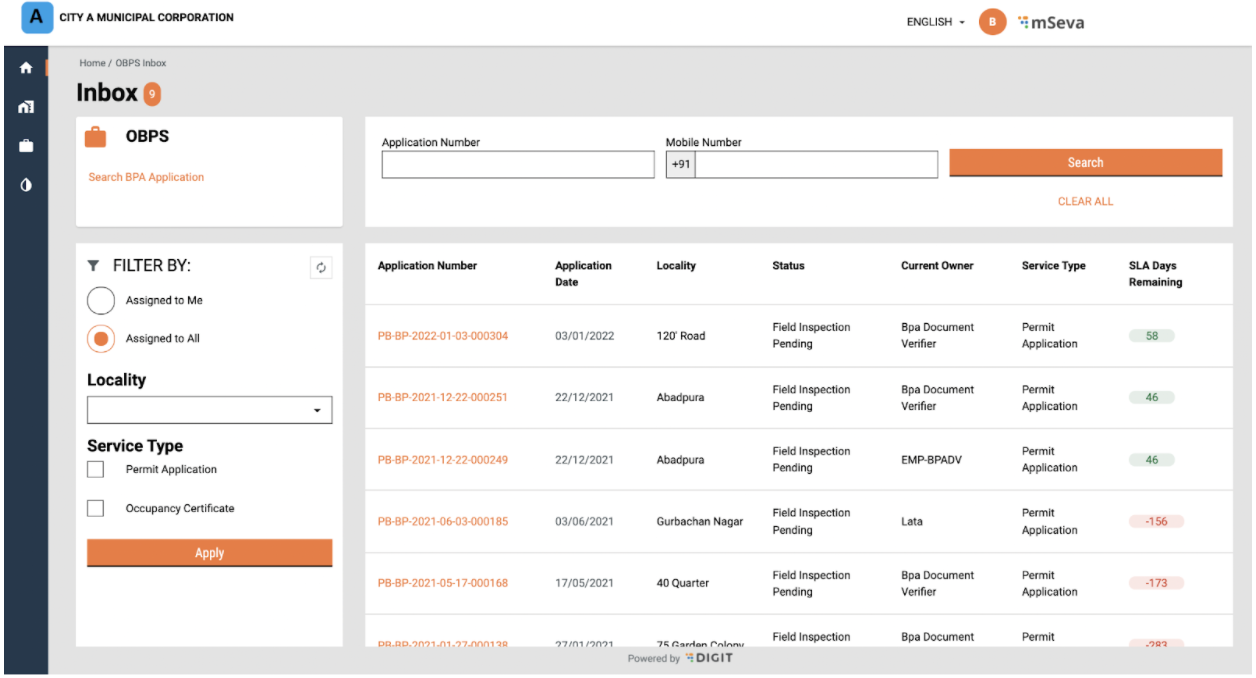 A
CITY A MUNICIPAL CORPORATION
ENGLISH
B
mSeva
Home / OBPS Inbox
Inbox 9
OBPS
Search BPA Application
Application Number
Mobile Number
+91
Search
CLEAR ALL
FILTER BY:
Assigned to Me
Assigned to All
Locality
Service Type
Permit Application
Occupancy Certificate
Apply
Application Number Application Date Locality Status Current Owner Service Type SLA Days Remaining
PB-BP-2022-01-03-000304 03/01/2022 120' Road Field Inspection Pending Bpa Document Verifier Permit Application 58
PB-BP-2021-12-22-000251 22/12/2021 Abadpura Field Inspection Pending Bpa Document Verifier Permit Application 46
PB-BP-2021-12-22-000249 22/12/2021 Abadpura Field Inspection Pending EMP-BPADV Permit Application 46
PB-BP-2021-06-03-000185 03/06/2021 Gurbachan Nagar Field Inspection Pending Lata Permit Application -156
PB-BP-2021-05-17-000168 17/05/2021 40 Quarter Field Inspection Pending Bpa Document Verifier Permit Application -173
PB-BP-2021-01-27-000138 27/01/2021 75 Garden Colony Field Inspection Bpa Document Permit -283
Powered by DIGIT